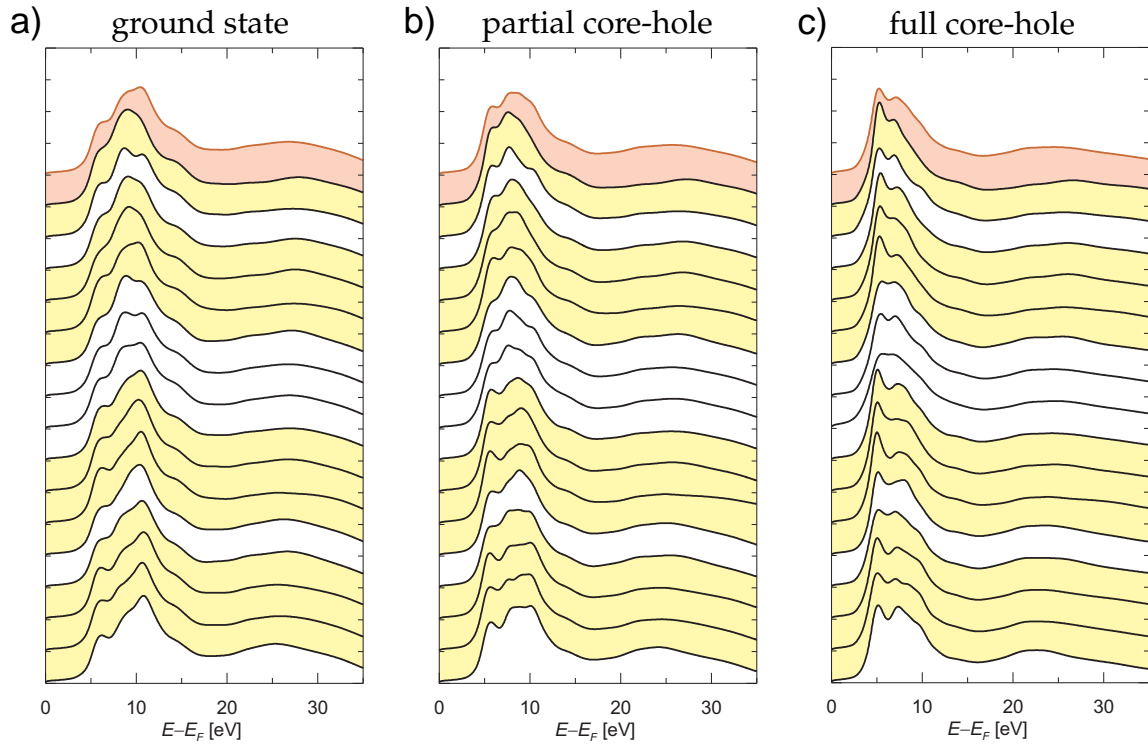 a) ground state
b) partial core-hole
c) full core-hole
0 10 20 30
0 10 20 30
0 10 20 30
E–E_F [eV]
E–E_F [eV]
E–E_F [eV]